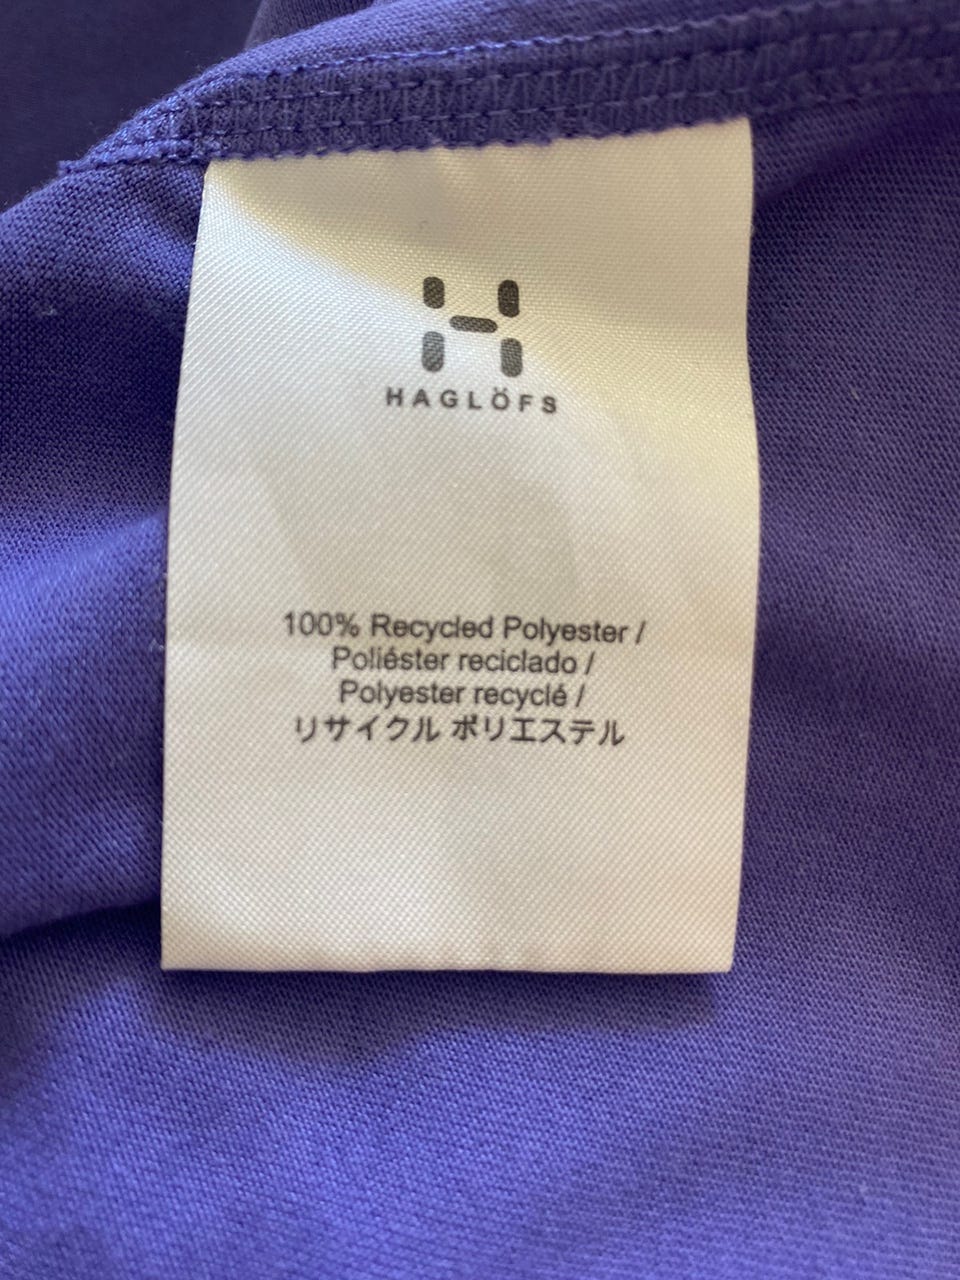 HAGLÖFS
100% Recycled Polyester /
Poliéster reciclado /
Polyester recyclé /
リサイクル ポリエステル